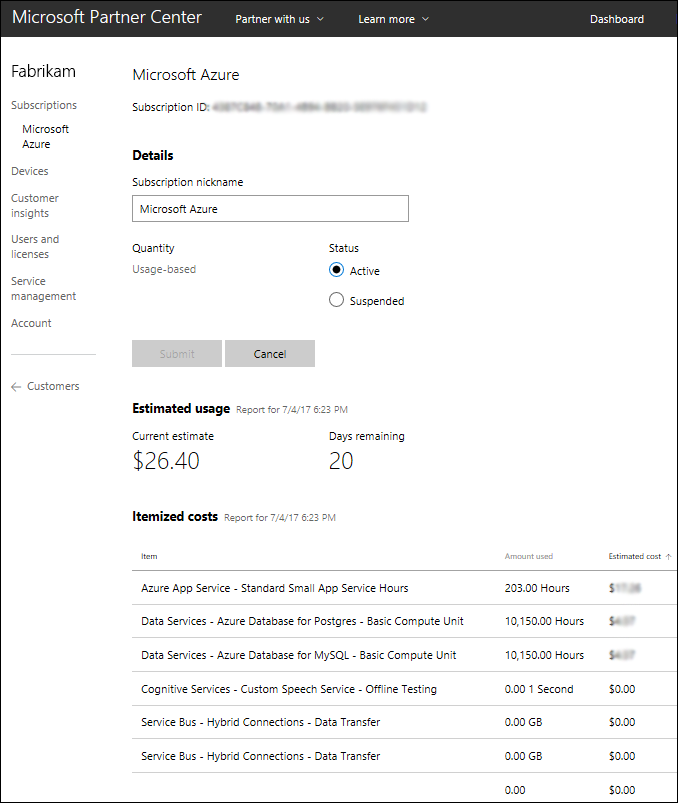 Microsoft Partner Center Partner with us Learn more Dashboard
Fabrikam
Subscriptions
Microsoft
Azure
Devices
Customer
insights
Users and
licenses
Service
management
Account
Customers
Microsoft Azure
Subscription ID:
Details
Subscription nickname
Microsoft Azure
Quantity
Usage-based
Status
Active
Suspended
Submit Cancel
Estimated usage Report for 7/4/17 6:23 PM
Current estimate Days remaining
$26.40 20
Itemized costs Report for 7/4/17 6:23 PM
Item Amount used Estimated cost
Azure App Service - Standard Small App Service Hours 203.00 Hours $
Data Services - Azure Database for Postgres - Basic Compute Unit 10,150.00 Hours $
Data Services - Azure Database for MySQL - Basic Compute Unit 10,150.00 Hours $
Cognitive Services - Custom Speech Service - Offline Testing 0.00 1 Second $0.00
Service Bus - Hybrid Connections - Data Transfer 0.00 GB $0.00
Service Bus - Hybrid Connections - Data Transfer 0.00 GB $0.00
0.00 $0.00